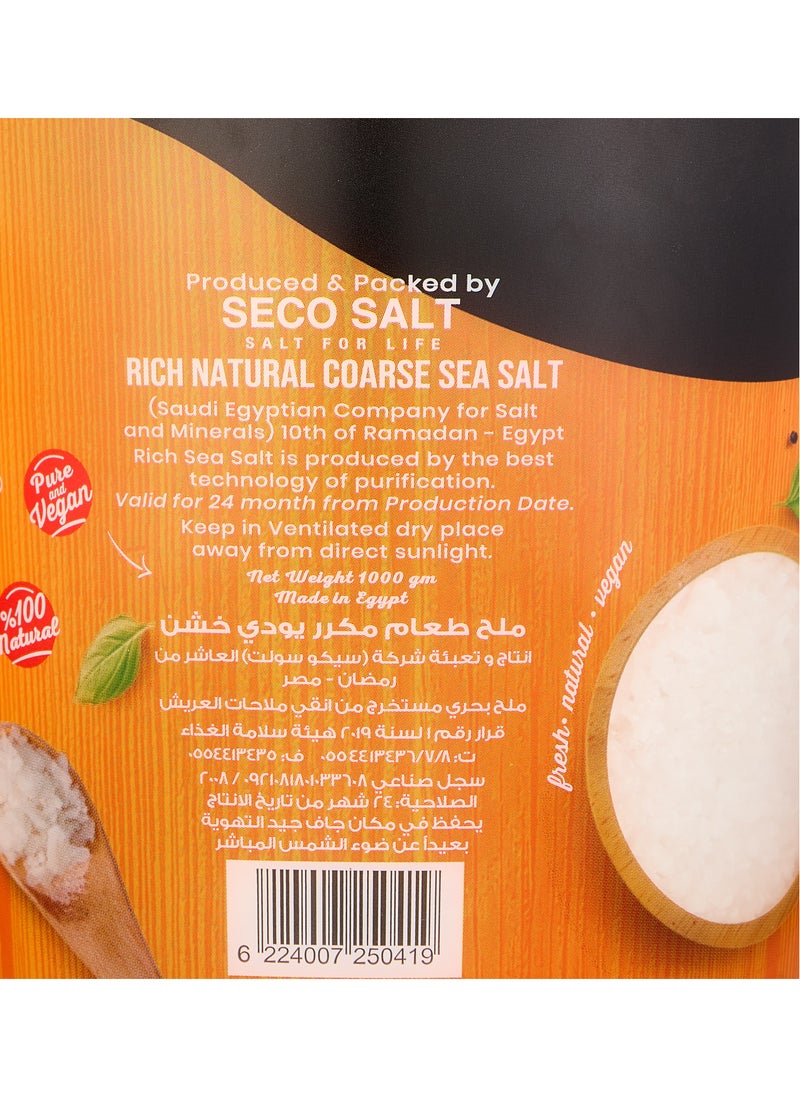 Produced & Packed by
SECO SALT
SALT FOR LIFE
RICH NATURAL COARSE SEA SALT
(Saudi Egyptian Company for Salt
and Minerals) 10th of Ramadan - Egypt
Rich Sea Salt is produced by the best
technology of purification.
Valid for 24 month from Production Date.
Keep in Ventilated dry place
away from direct sunlight.
Net Weight 1000 gm
Made in Egypt
Pure
and
Vegan
%100
Natural
fresh • natural • vegan
ملح طعام مكرر يودي خشن
انتاج و تعبئة شركة (سيكو سولت) العاشر من
رمضان - مصر
ملح بحري مستخرج من انقي ملاحات العريش
قرار رقم ١ لسنة ٢٠١٩ هيئة سلامة الغذاء
ت: ٠٥٥٤٤١٣٤٣٦/٧/٨ ف: ٠٥٥٤٤١٣٤٣٥
سجل صناعي ٠٩٢١٠٨١٨٠١٠٣٣٦٠٨ / ٢٠٠٨
الصلاحية: ٢٤ شهر من تاريخ الانتاج
يحفظ في مكان جاف جيد التهوية
بعيداً عن ضوء الشمس المباشر
6 224007 250419